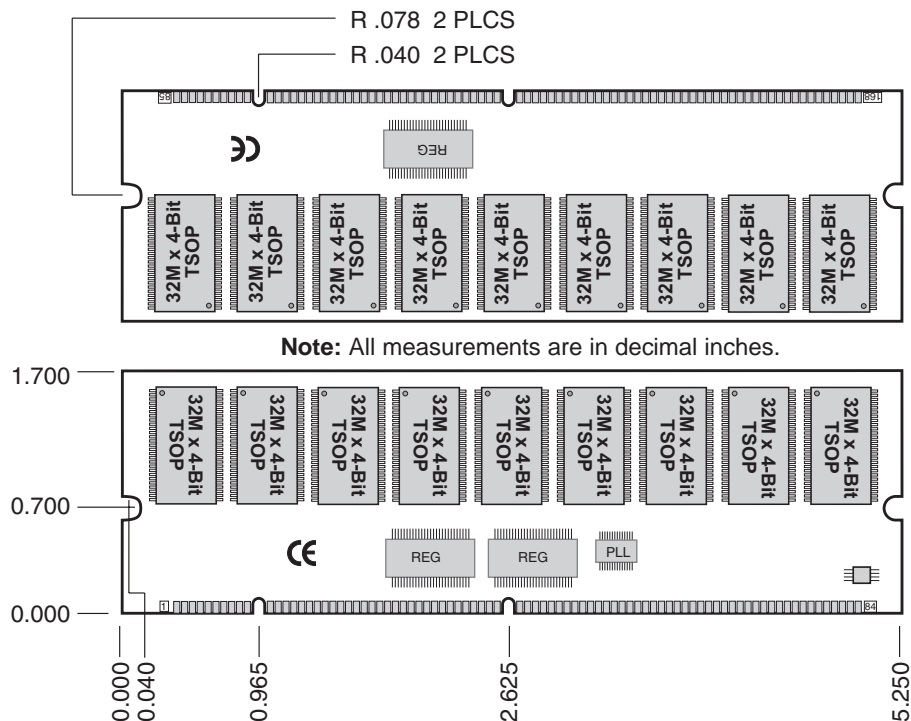 R .078 2 PLCS
R .040 2 PLCS
85
168
CE
REG
32M x 4-Bit
TSOP
32M x 4-Bit
TSOP
32M x 4-Bit
TSOP
32M x 4-Bit
TSOP
32M x 4-Bit
TSOP
32M x 4-Bit
TSOP
32M x 4-Bit
TSOP
32M x 4-Bit
TSOP
32M x 4-Bit
TSOP
Note: All measurements are in decimal inches.
1.700
32M x 4-Bit
TSOP
32M x 4-Bit
TSOP
32M x 4-Bit
TSOP
32M x 4-Bit
TSOP
32M x 4-Bit
TSOP
32M x 4-Bit
TSOP
32M x 4-Bit
TSOP
32M x 4-Bit
TSOP
32M x 4-Bit
TSOP
0.700
CE
REG
REG
PLL
0.000
1
84
0.000
0.040
0.965
2.625
5.250